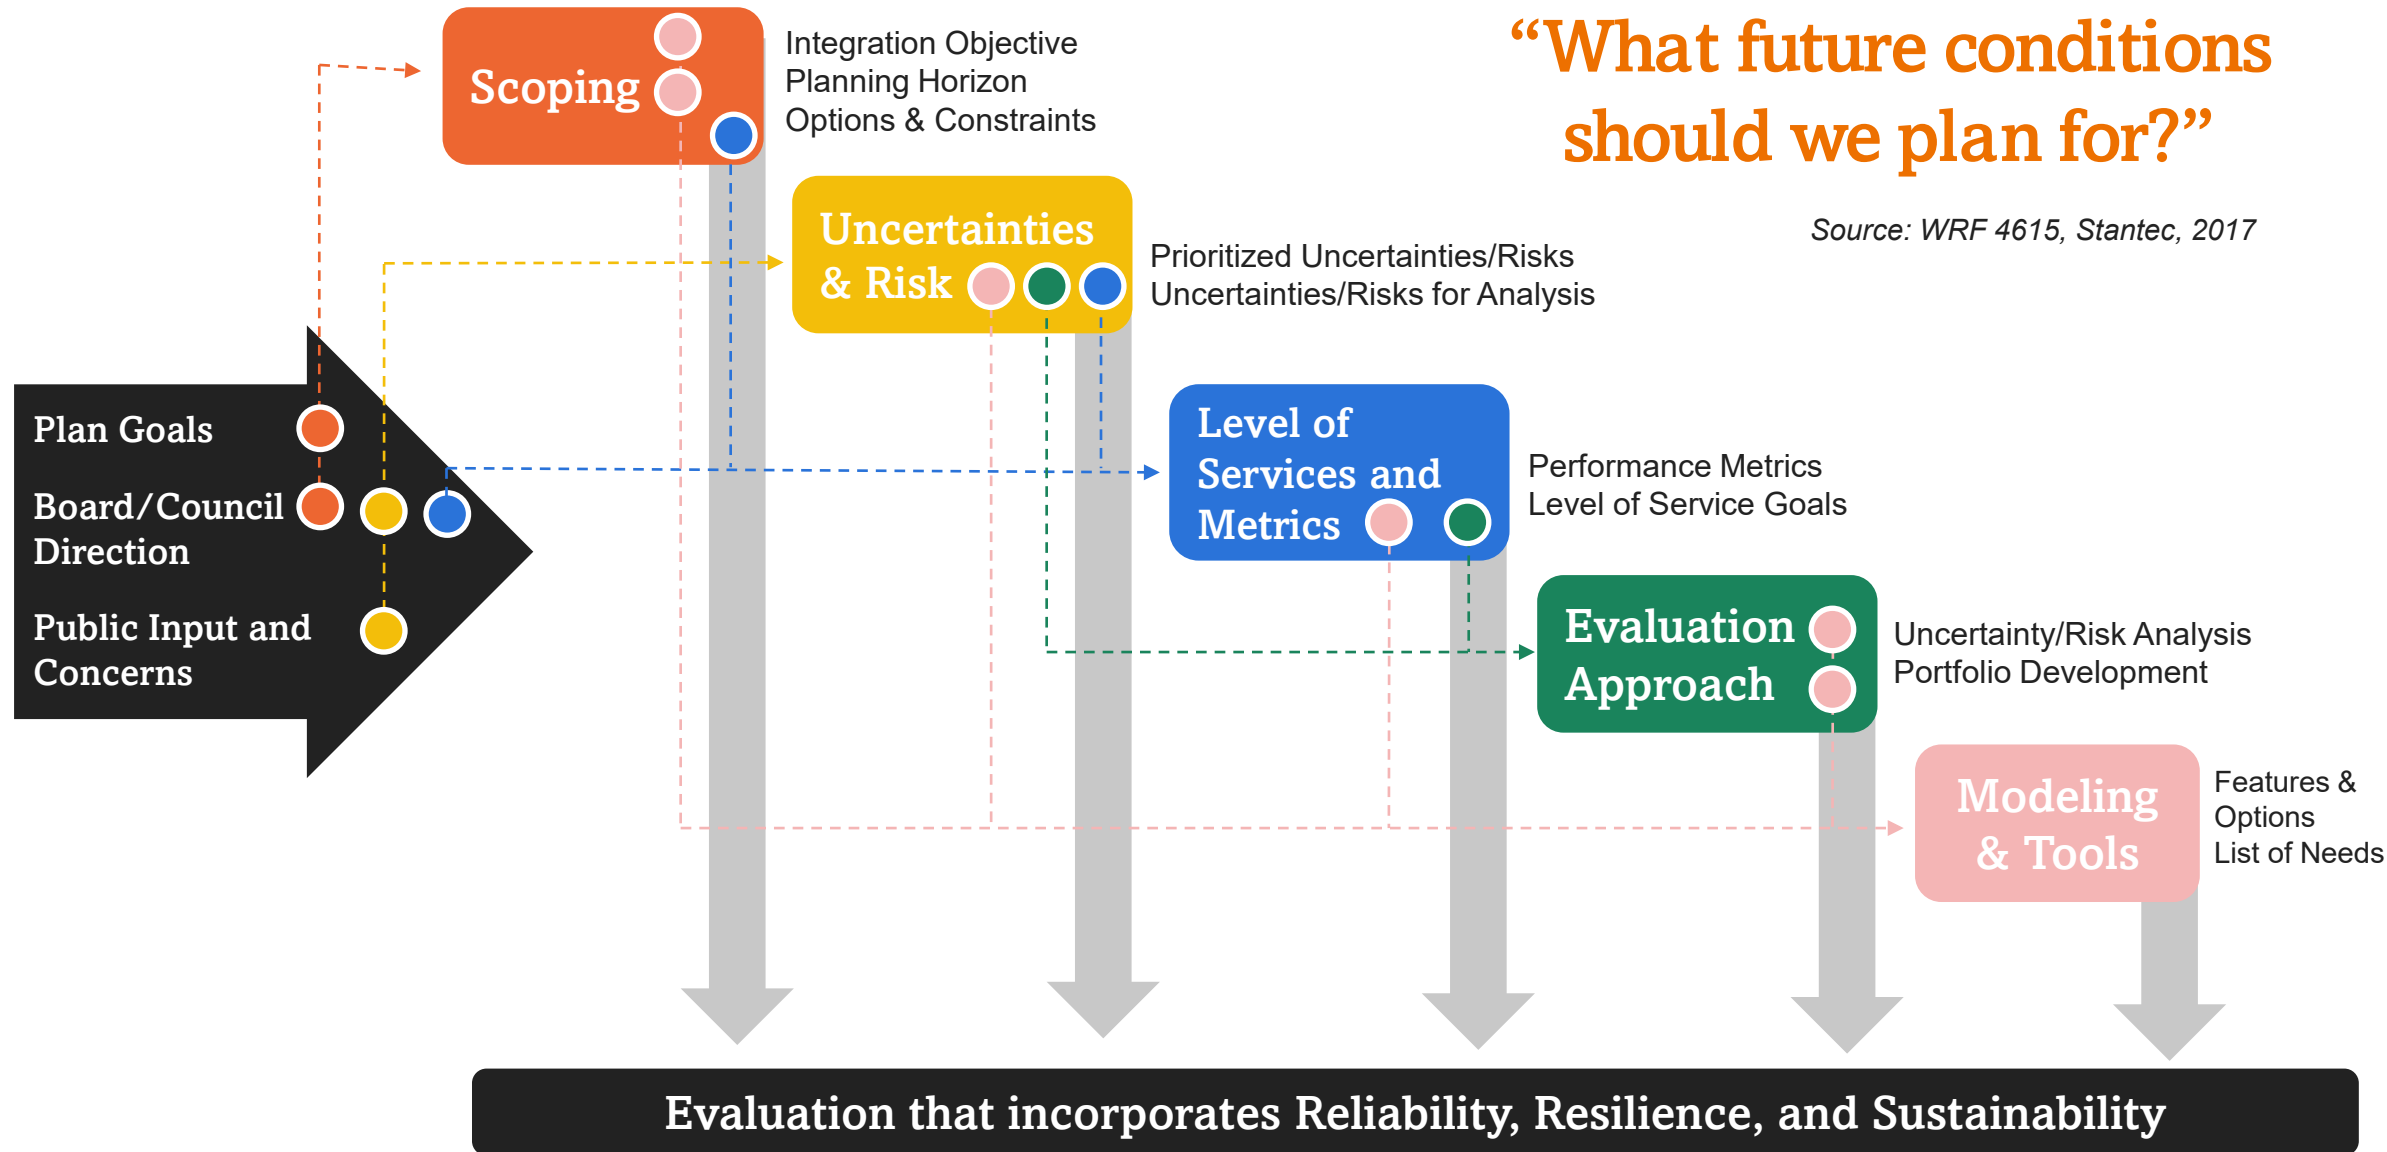 “What future conditions
should we plan for?”
Source: WRF 4615, Stantec, 2017
Scoping
Integration Objective
Planning Horizon
Options & Constraints
Uncertainties
& Risk
Prioritized Uncertainties/Risks
Uncertainties/Risks for Analysis
Plan Goals
Board/Council
Direction
Public Input and
Concerns
Level of
Services and
Metrics
Performance Metrics
Level of Service Goals
Evaluation
Approach
Uncertainty/Risk Analysis
Portfolio Development
Modeling
& Tools
Features &
Options
List of Needs
Evaluation that incorporates Reliability, Resilience, and Sustainability